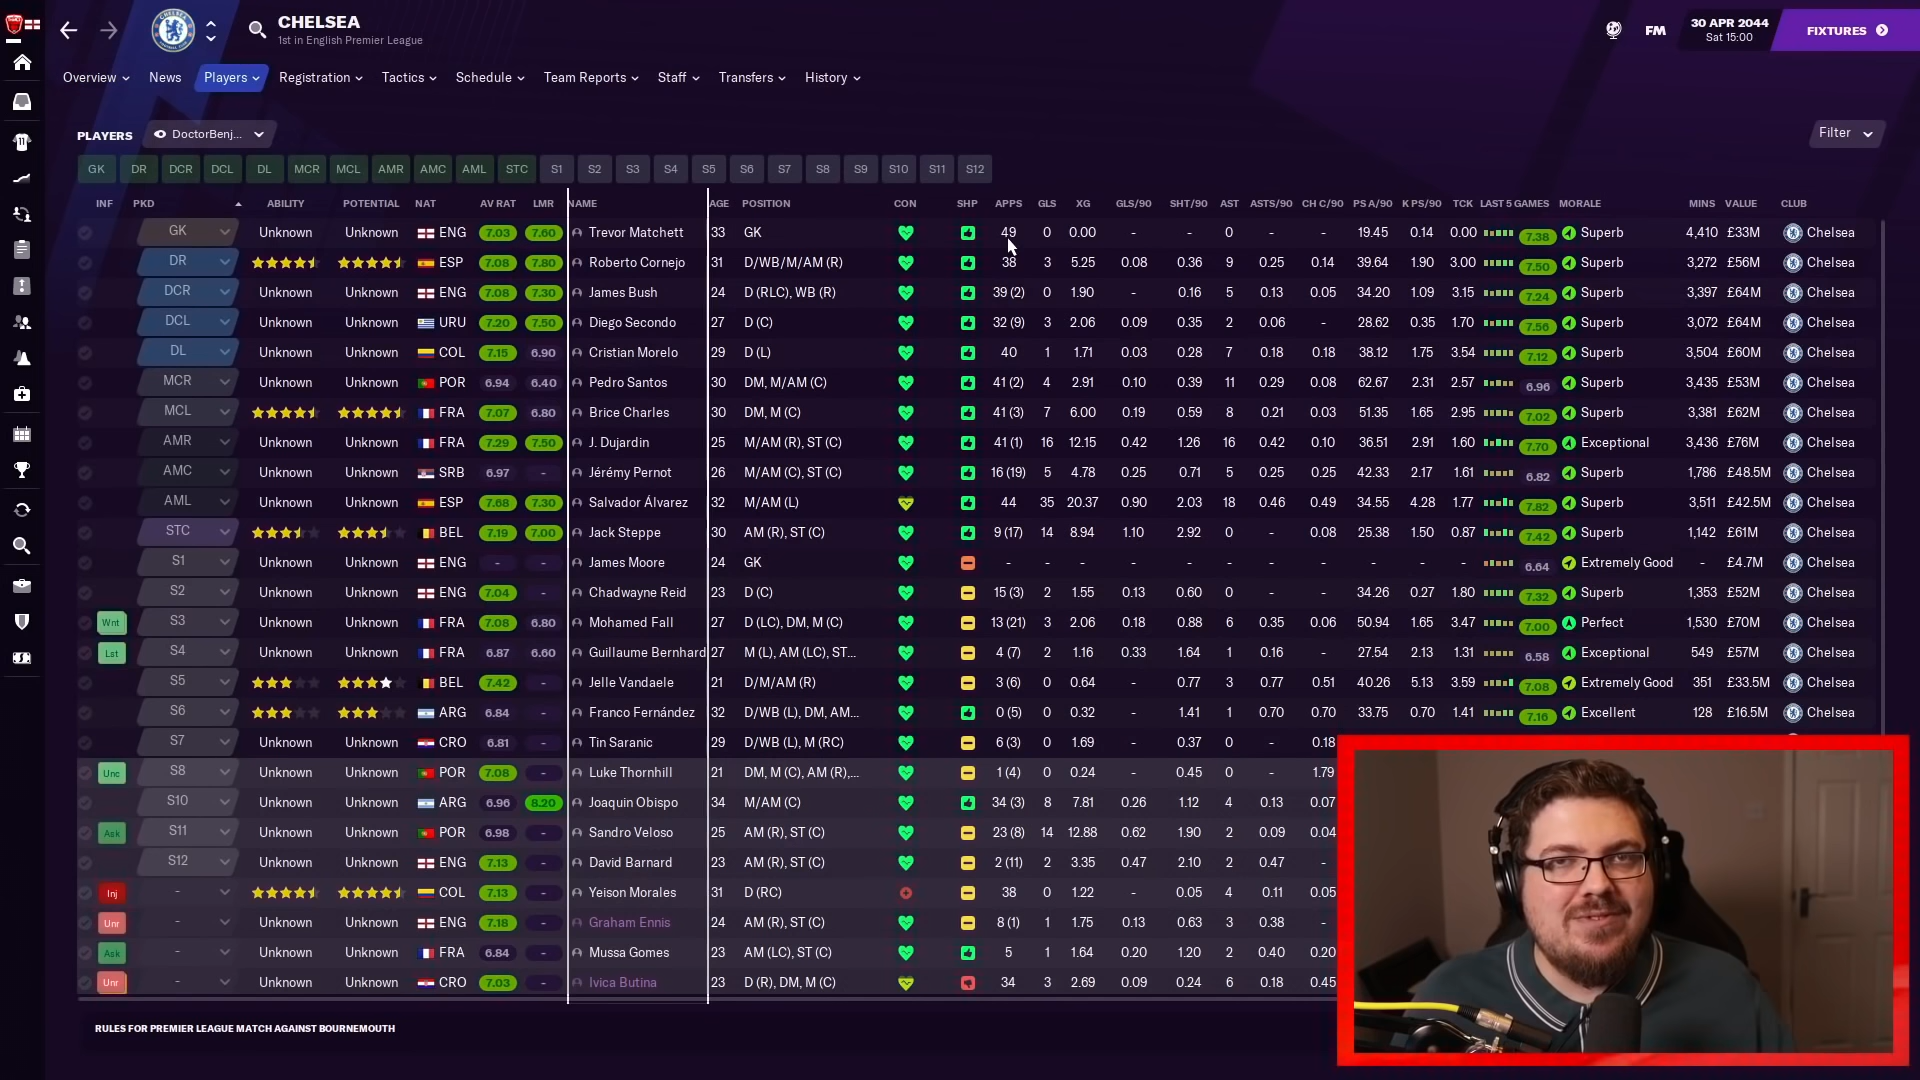 CHELSEA
1st in English Premier League
FM
30 APR 2044
Sat 15:00
FIXTURES
Overview News Players Registration Tactics Schedule Team Reports Staff Transfers History
PLAYERS DoctorBenj... Filter
GK DR DCR DCL DL MCR MCL AMR AMC AML STC S1 S2 S3 S4 S5 S6 S7 S8 S9 S10 S11 S12
INF PKD ABILITY POTENTIAL NAT AV RAT LMR NAME AGE POSITION CON SHP APPS GLS XG GLS/90 SHT/90 AST ASTS/90 CH C/90 PS A/90 K PS/90 TCK LAST 5 GAMES MORALE MINS VALUE CLUB
GK Unknown Unknown ENG 7.03 7.60 Trevor Matchett 33 GK 49 0 0.00 - - 0 - - 19.45 0.14 0.00 7.38 Superb 4,410 £33M Chelsea
DR ESP 7.08 7.80 Roberto Cornejo 31 D/WB/M/AM (R) 38 3 5.25 0.08 0.36 9 0.25 0.14 39.64 1.90 3.00 7.50 Superb 3,272 £56M Chelsea
DCR Unknown Unknown ENG 7.08 7.30 James Bush 24 D (RLC), WB (R) 39 (2) 0 1.90 - 0.16 5 0.13 0.05 34.20 1.09 3.15 7.24 Superb 3,397 £64M Chelsea
DCL Unknown Unknown URU 7.20 7.50 Diego Secondo 27 D (C) 32 (9) 3 2.06 0.09 0.35 2 0.06 - 28.62 0.35 1.70 7.56 Superb 3,072 £64M Chelsea
DL Unknown Unknown COL 7.15 6.90 Cristian Morelo 29 D (L) 40 1 1.71 0.03 0.28 7 0.18 0.18 38.12 1.75 3.54 7.12 Superb 3,504 £60M Chelsea
MCR Unknown Unknown POR 6.94 6.40 Pedro Santos 30 DM, M/AM (C) 41 (2) 4 2.91 0.10 0.39 11 0.29 0.08 62.67 2.31 2.57 6.96 Superb 3,435 £53M Chelsea
MCL FRA 7.07 6.80 Brice Charles 30 DM, M (C) 41 (3) 7 6.00 0.19 0.59 8 0.21 0.03 51.35 1.65 2.95 7.02 Superb 3,381 £62M Chelsea
AMR Unknown Unknown FRA 7.29 7.50 J. Dujardin 25 M/AM (R), ST (C) 41 (1) 16 12.15 0.42 1.26 16 0.42 0.10 36.51 2.91 1.60 7.70 Exceptional 3,436 £76M Chelsea
AMC Unknown Unknown SRB 6.97 - Jérémy Pernot 26 M/AM (C), ST (C) 16 (19) 5 4.78 0.25 0.71 5 0.25 0.25 42.33 2.17 1.61 6.82 Superb 1,786 £48.5M Chelsea
AML Unknown Unknown ESP 7.68 7.30 Salvador Álvarez 32 M/AM (L) 44 35 20.37 0.90 2.03 18 0.46 0.49 34.55 4.28 1.77 7.82 Superb 3,511 £42.5M Chelsea
STC BEL 7.19 7.00 Jack Steppe 30 AM (R), ST (C) 9 (17) 14 8.94 1.10 2.92 0 - 0.08 25.38 1.50 0.87 7.42 Superb 1,142 £61M Chelsea
S1 Unknown Unknown ENG - - James Moore 24 GK - - - - - - - - - - - 6.64 Extremely Good - £4.7M Chelsea
S2 Unknown Unknown ENG 7.04 - Chadwayne Reid 23 D (C) 15 (3) 2 1.55 0.13 0.60 0 - - 34.26 0.27 1.80 7.32 Superb 1,353 £52M Chelsea
Wnt S3 Unknown Unknown FRA 7.08 6.80 Mohamed Fall 27 D (LC), DM, M (C) 13 (21) 3 2.06 0.18 0.88 6 0.35 0.06 50.94 1.65 3.47 7.00 Perfect 1,530 £70M Chelsea
Lst S4 Unknown Unknown FRA 6.87 6.60 Guillaume Bernhard 27 M (L), AM (LC), ST... 4 (7) 2 1.16 0.33 1.64 1 0.16 - 27.54 2.13 1.31 6.58 Exceptional 549 £57M Chelsea
S5 BEL 7.42 - Jelle Vandaele 21 D/M/AM (R) 3 (6) 0 0.64 - 0.77 3 0.77 0.51 40.26 5.13 3.59 7.08 Extremely Good 351 £33.5M Chelsea
S6 ARG 6.84 - Franco Fernández 32 D/WB (L), DM, AM... 0 (5) 0 0.32 - 1.41 1 0.70 0.70 33.75 0.70 1.41 7.16 Excellent 128 £16.5M Chelsea
S7 Unknown Unknown CRO 6.81 - Tin Saranic 29 D/WB (L), M (RC) 6 (3) 0 1.69 - 0.37 0 - 0.18
Unc S8 Unknown Unknown POR 7.08 - Luke Thornhill 21 DM, M (C), AM (R),... 1 (4) 0 0.24 - 0.45 0 - 1.79
S10 Unknown Unknown ARG 6.96 8.20 Joaquin Obispo 34 M/AM (C) 34 (3) 8 7.81 0.26 1.12 4 0.13 0.07
Ask S11 Unknown Unknown POR 6.98 - Sandro Veloso 25 AM (R), ST (C) 23 (8) 14 12.88 0.62 1.90 2 0.09 0.04
S12 Unknown Unknown ENG 7.13 - David Barnard 23 AM (R), ST (C) 2 (11) 2 3.35 0.47 2.10 2 0.47 -
Inj - COL 7.13 - Yeison Morales 31 D (RC) 38 0 1.22 - 0.05 4 0.11 0.05
Unr - Unknown Unknown ENG 7.18 - Graham Ennis 24 AM (R), ST (C) 8 (1) 1 1.75 0.13 0.63 3 0.38 -
Ask - Unknown Unknown FRA 6.84 - Mussa Gomes 23 AM (LC), ST (C) 5 1 1.64 0.20 1.20 2 0.40 0.20
Unr - Unknown Unknown CRO 7.03 - Ivica Butina 23 D (R), DM, M (C) 34 3 2.69 0.09 0.24 6 0.18 0.45
RULES FOR PREMIER LEAGUE MATCH AGAINST BOURNEMOUTH